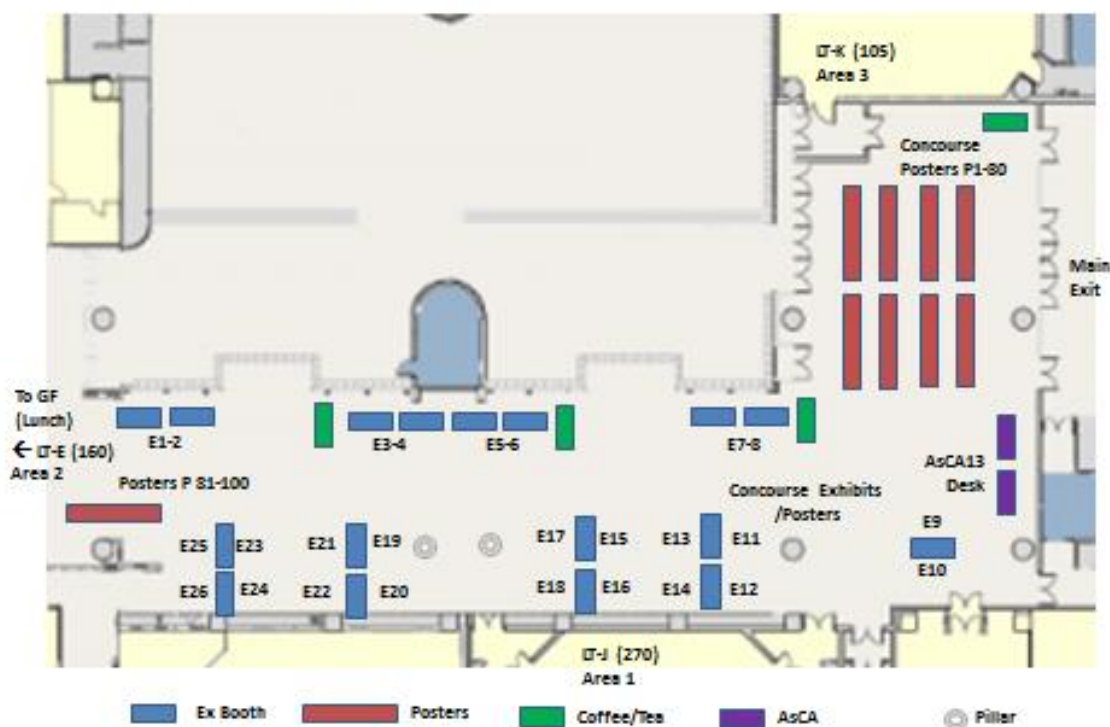 LT-K (105)
Area 3
Concourse
Posters P1-80
Main
Exit
To GF
(Lunch)
← LT-E (160)
Area 2
E1-2
E3-4
E5-6
E7-8
AsCA13
Desk
Posters P 81-100
Concourse Exhibits
/Posters
E9
E10
E25
E23
E21
E19
E17
E15
E13
E11
E26
E24
E22
E20
E18
E16
E14
E12
LT-J (270)
Area 1
Ex Booth
Posters
Coffee/Tea
AsCA
Pillar